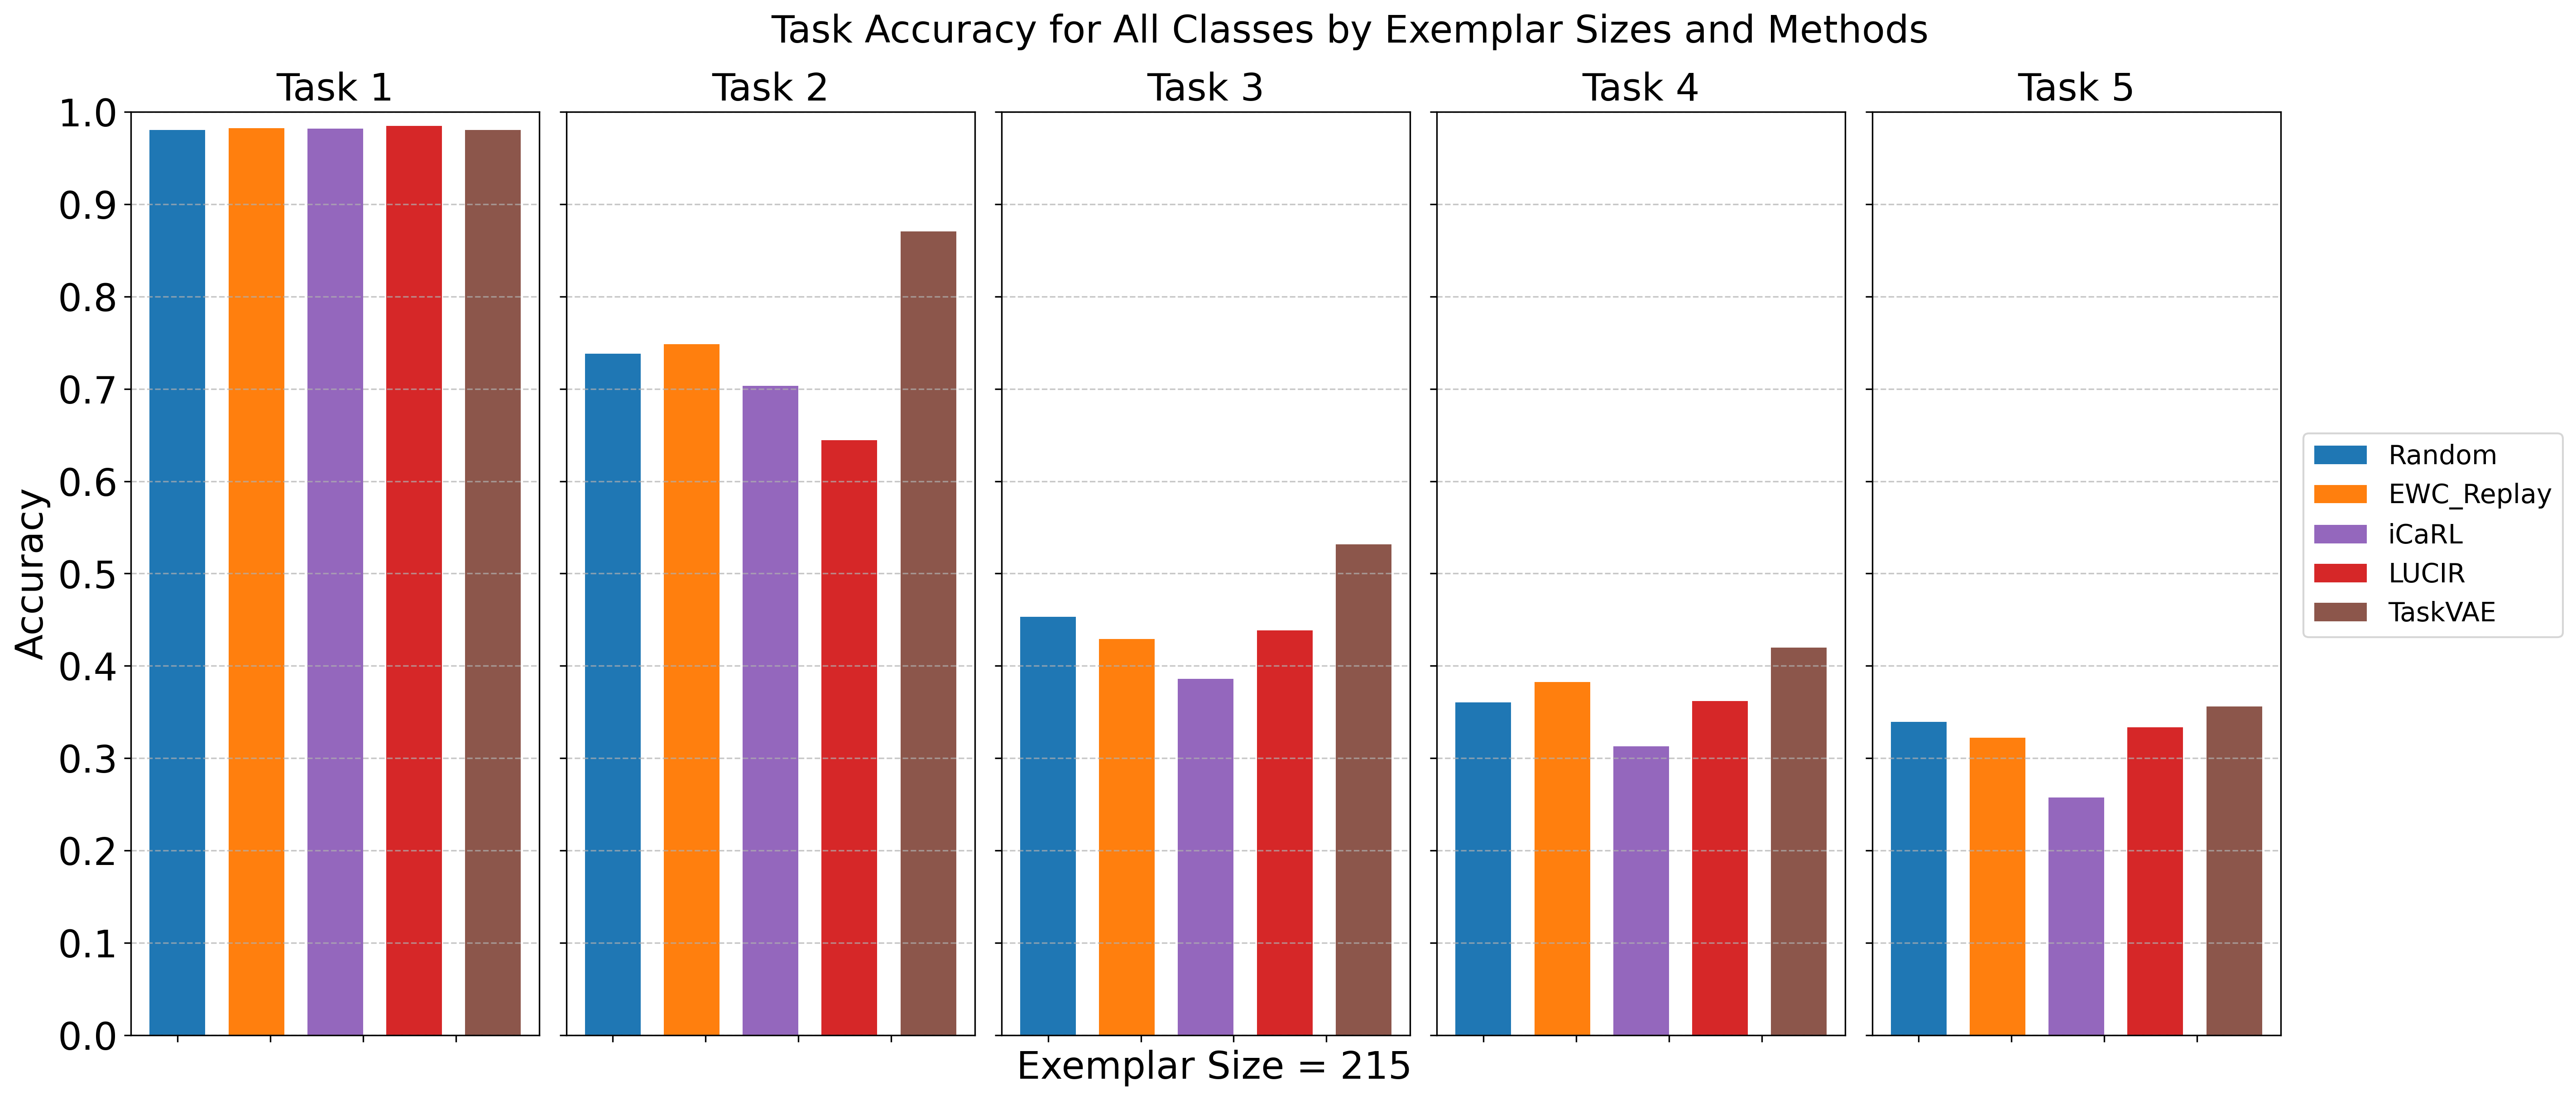 Task Accuracy for All Classes by Exemplar Sizes and Methods
Task 1
Task 2
Task 3
Task 4
Task 5
1.0
0.9
0.8
0.7
0.6
0.5
0.4
0.3
0.2
0.1
0.0
Accuracy
Exemplar Size = 215
Random
EWC_Replay
iCaRL
LUCIR
TaskVAE